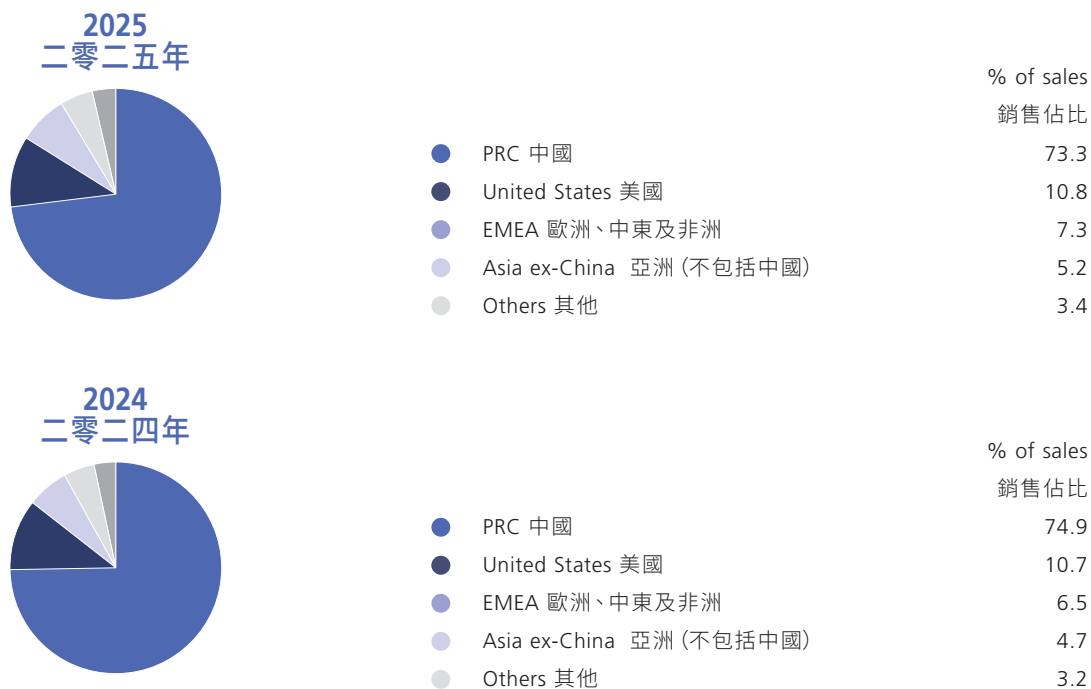 2025
二零二五年
% of sales
銷售佔比
PRC 中國 73.3
United States 美國 10.8
EMEA 歐洲、中東及非洲 7.3
Asia ex-China 亞洲（不包括中國） 5.2
Others 其他 3.4
2024
二零二四年
% of sales
銷售佔比
PRC 中國 74.9
United States 美國 10.7
EMEA 歐洲、中東及非洲 6.5
Asia ex-China 亞洲（不包括中國） 4.7
Others 其他 3.2